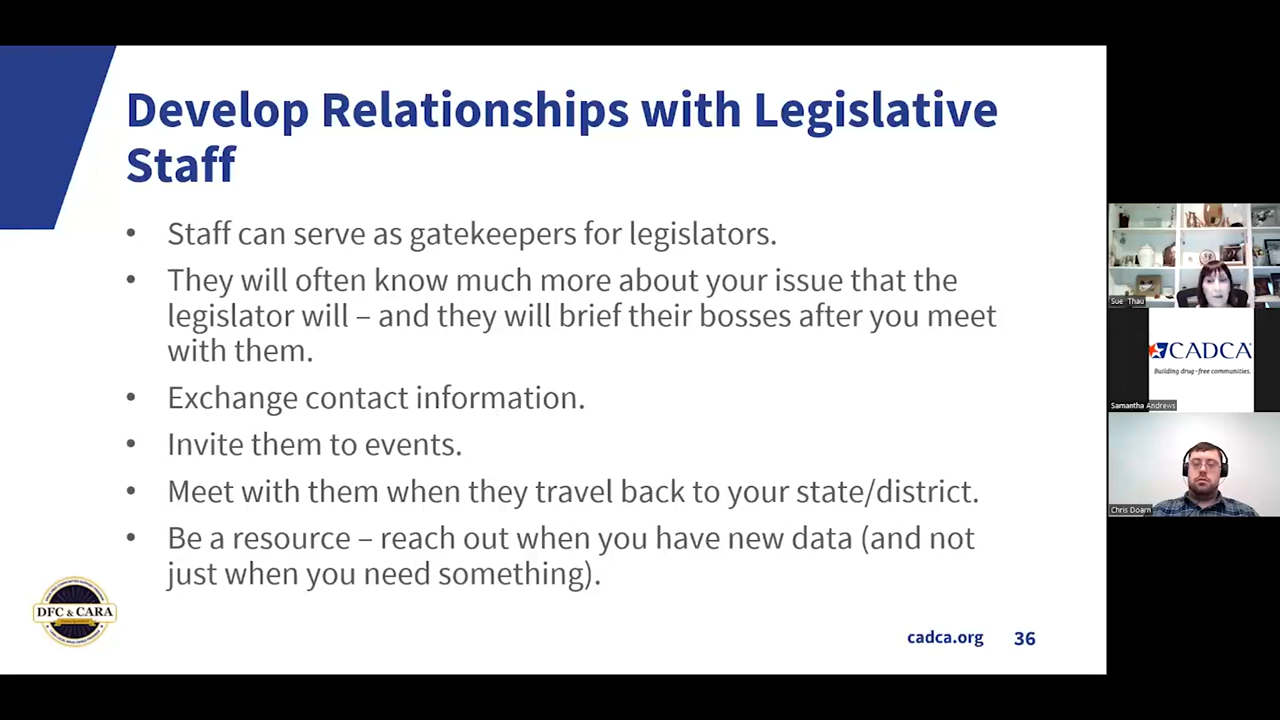 Develop Relationships with Legislative
Staff
• Staff can serve as gatekeepers for legislators.
• They will often know much more about your issue that the
legislator will – and they will brief their bosses after you meet
with them.
• Exchange contact information.
• Invite them to events.
• Meet with them when they travel back to your state/district.
• Be a resource – reach out when you have new data (and not
just when you need something).
DFC & CARA
cadca.org 36
Sue Thau
CADCA
Building drug-free communities.
Samantha Andrews
Chris Doarn